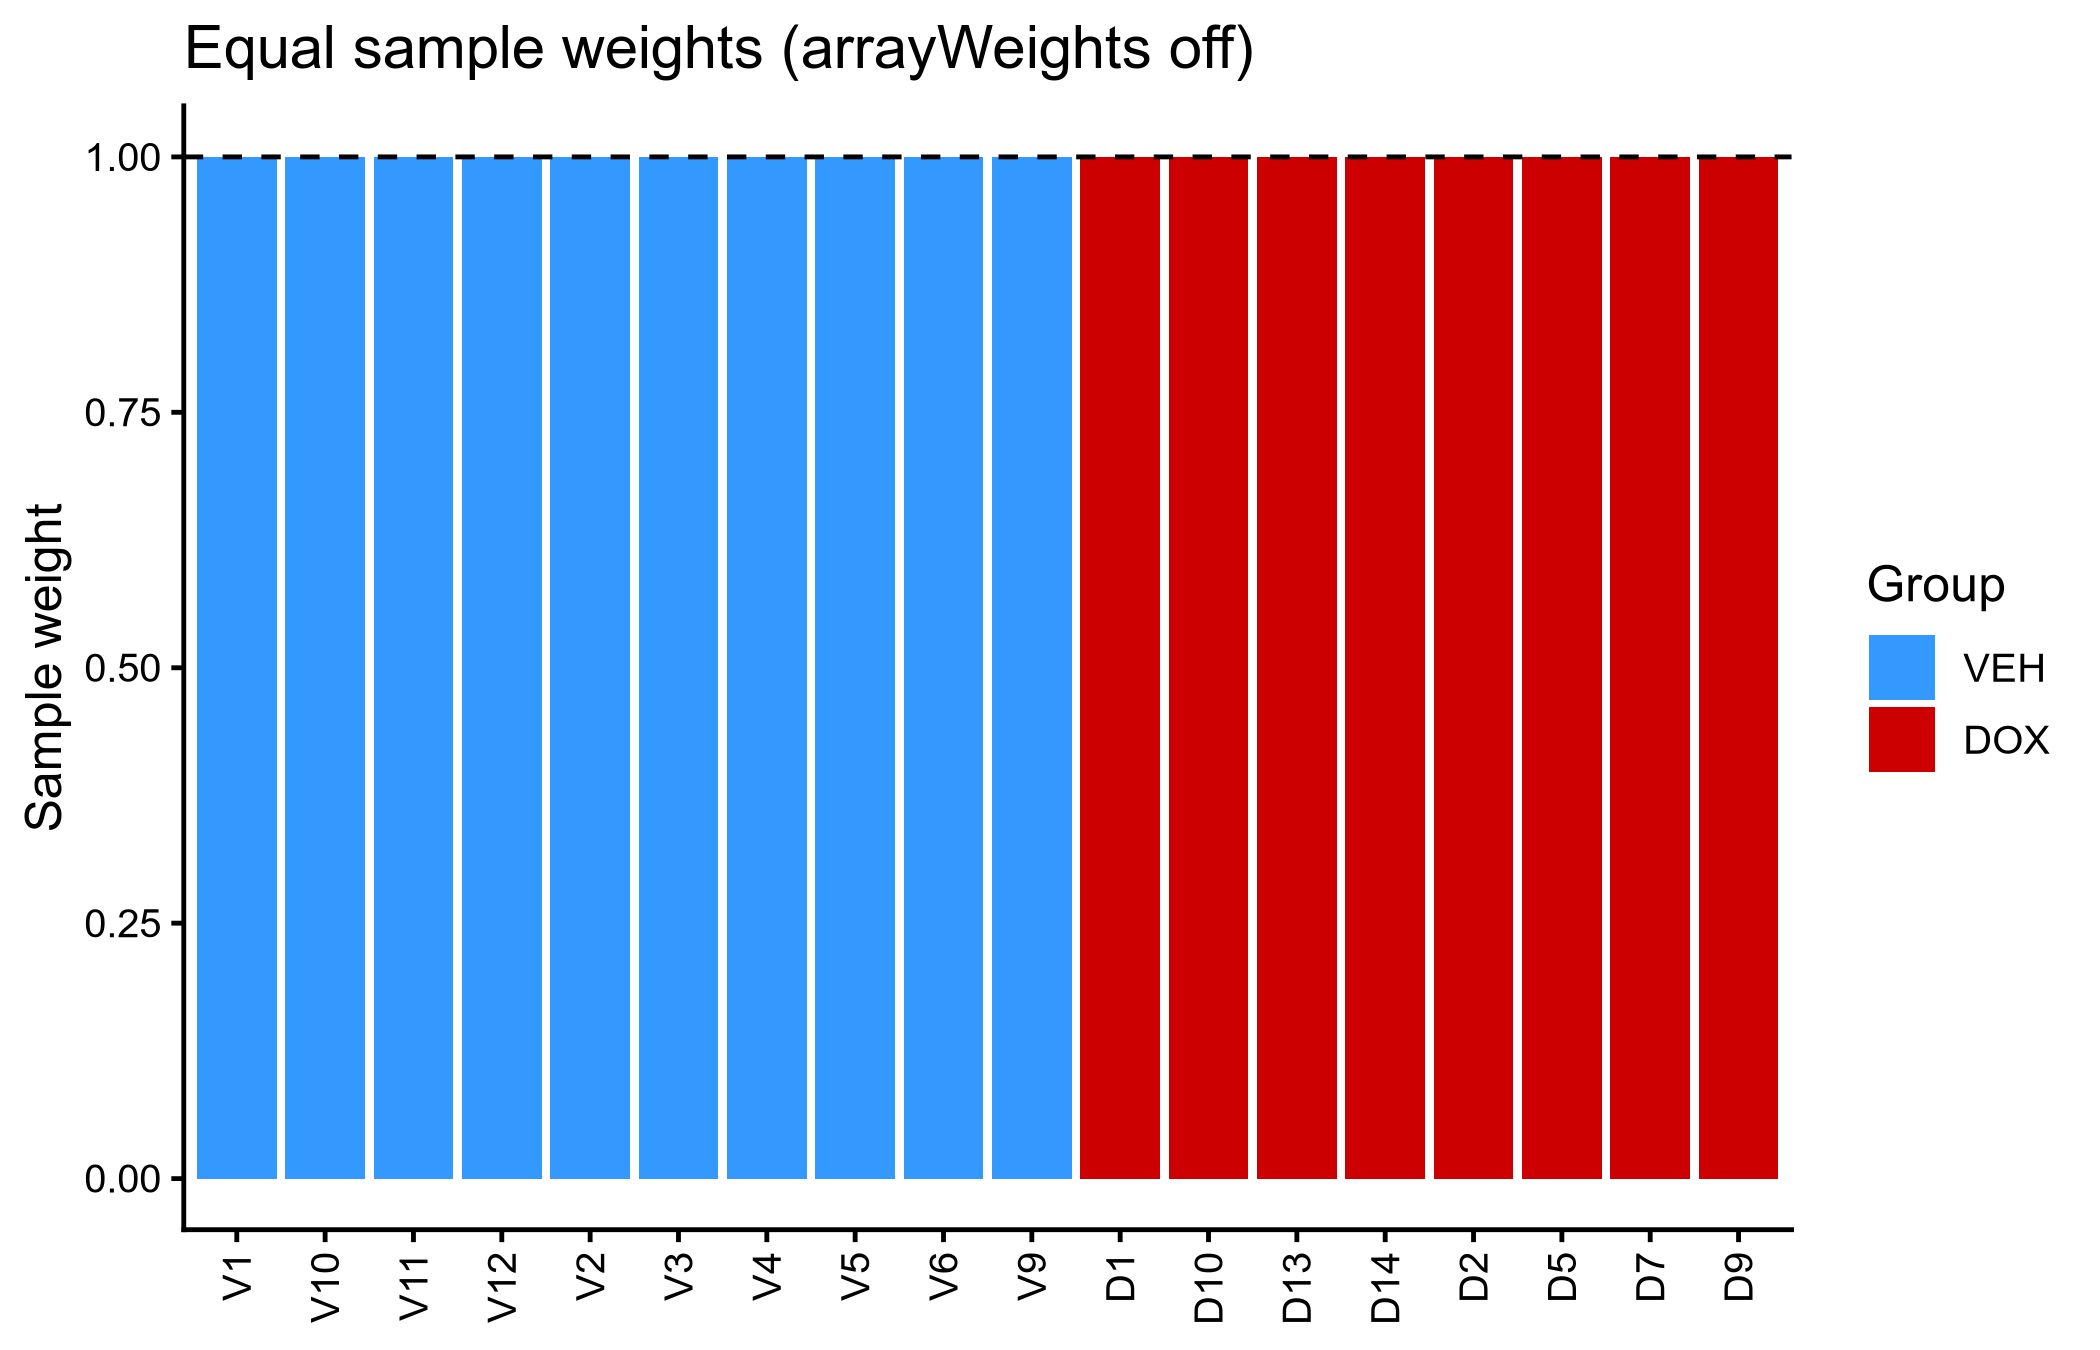 Equal sample weights (arrayWeights off)
Sample weight
1.00
0.75
0.50
0.25
0.00
V1
V10
V11
V12
V2
V3
V4
V5
V6
V9
D1
D10
D13
D14
D2
D5
D7
D9
Group
VEH
DOX